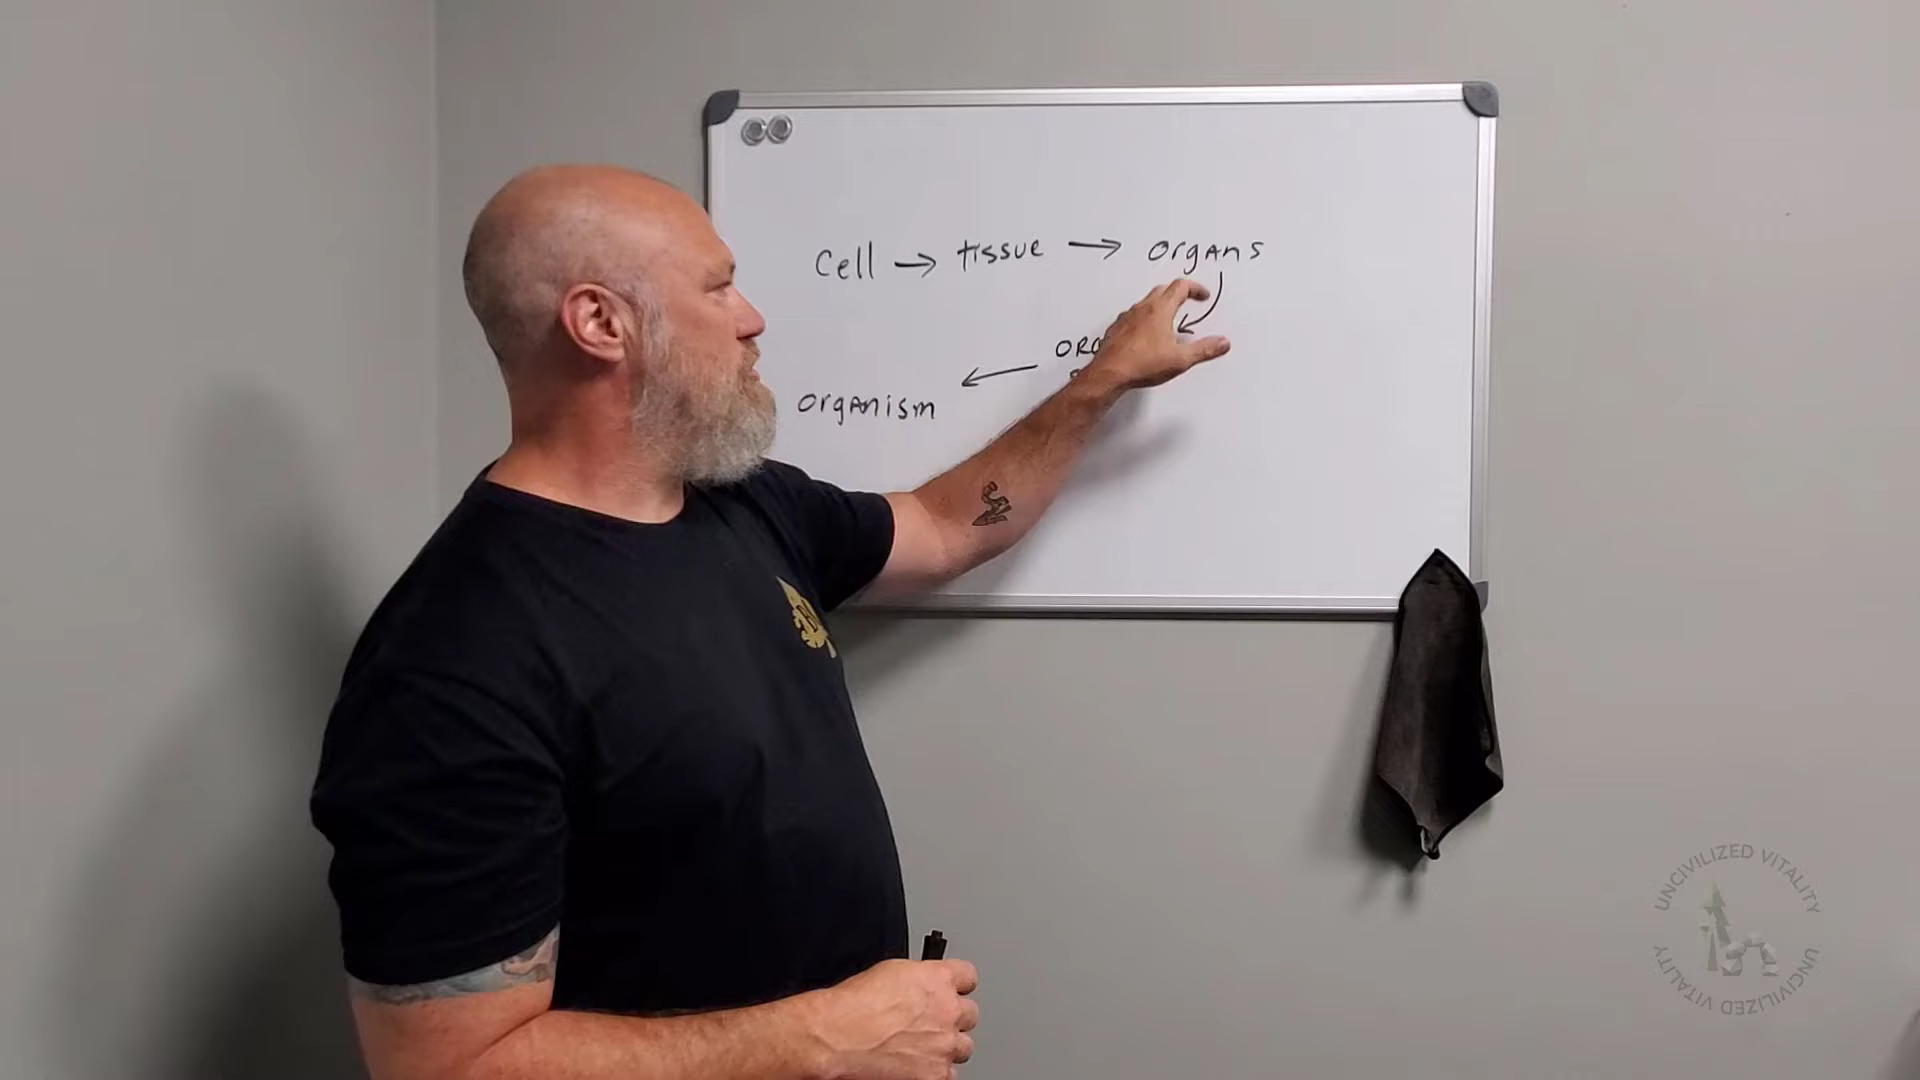 Cell → tissue → organs
organism ←
UNCIVILIZED VITALITY
UNCIVILIZED VITALITY